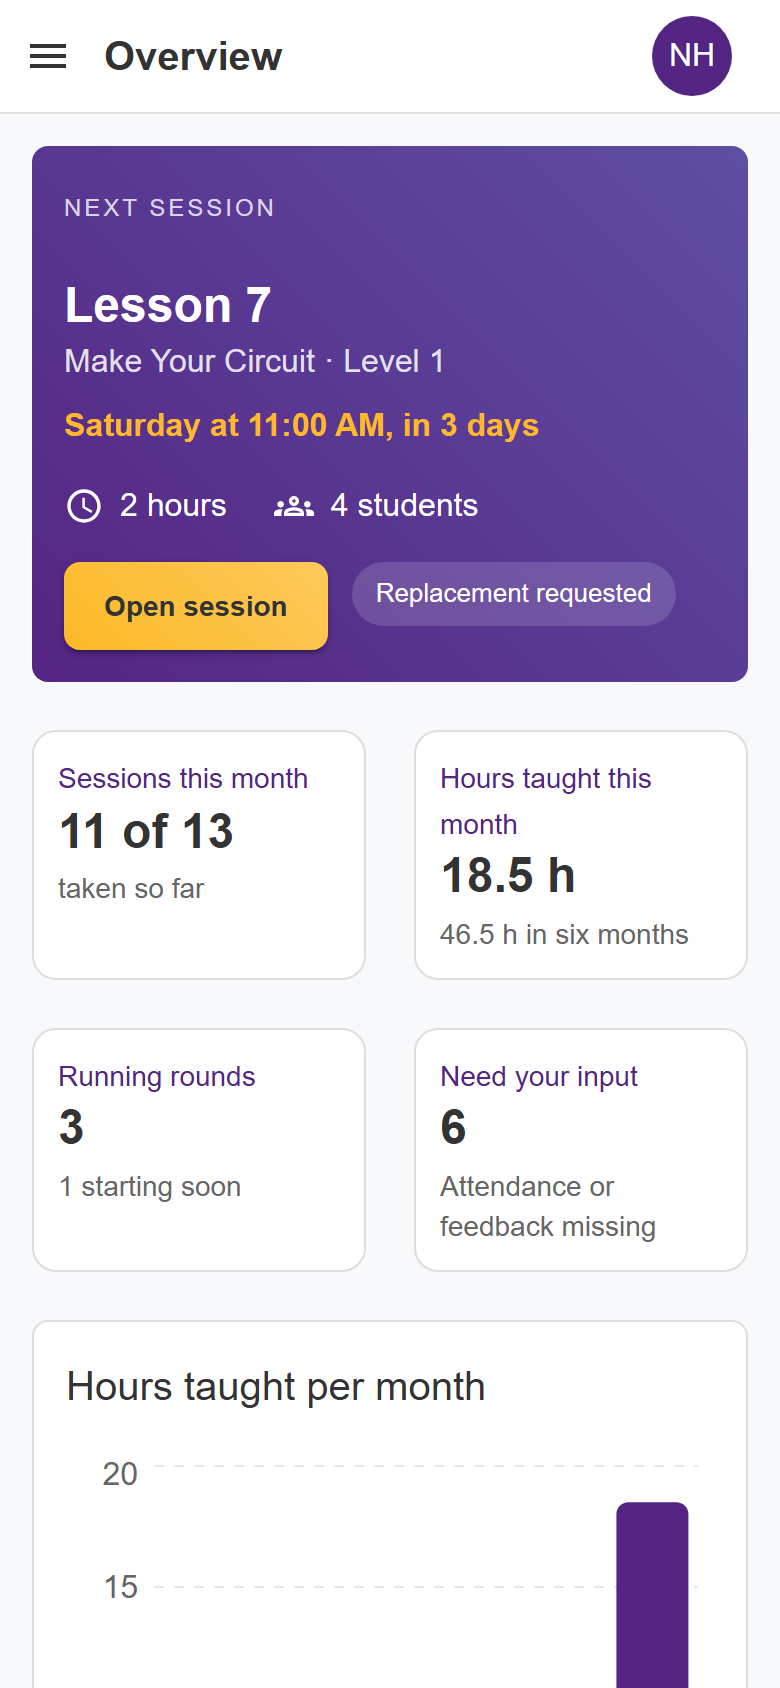 Overview
NH
NEXT SESSION
Lesson 7
Make Your Circuit · Level 1
Saturday at 11:00 AM, in 3 days
2 hours
4 students
Open session
Replacement requested
Sessions this month
11 of 13
taken so far
Hours taught this
month
18.5 h
46.5 h in six months
Running rounds
3
1 starting soon
Need your input
6
Attendance or
feedback missing
Hours taught per month
20
15